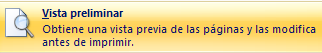 Vista preliminar
Obtiene una vista previa de las páginas y las modifica
antes de imprimir.